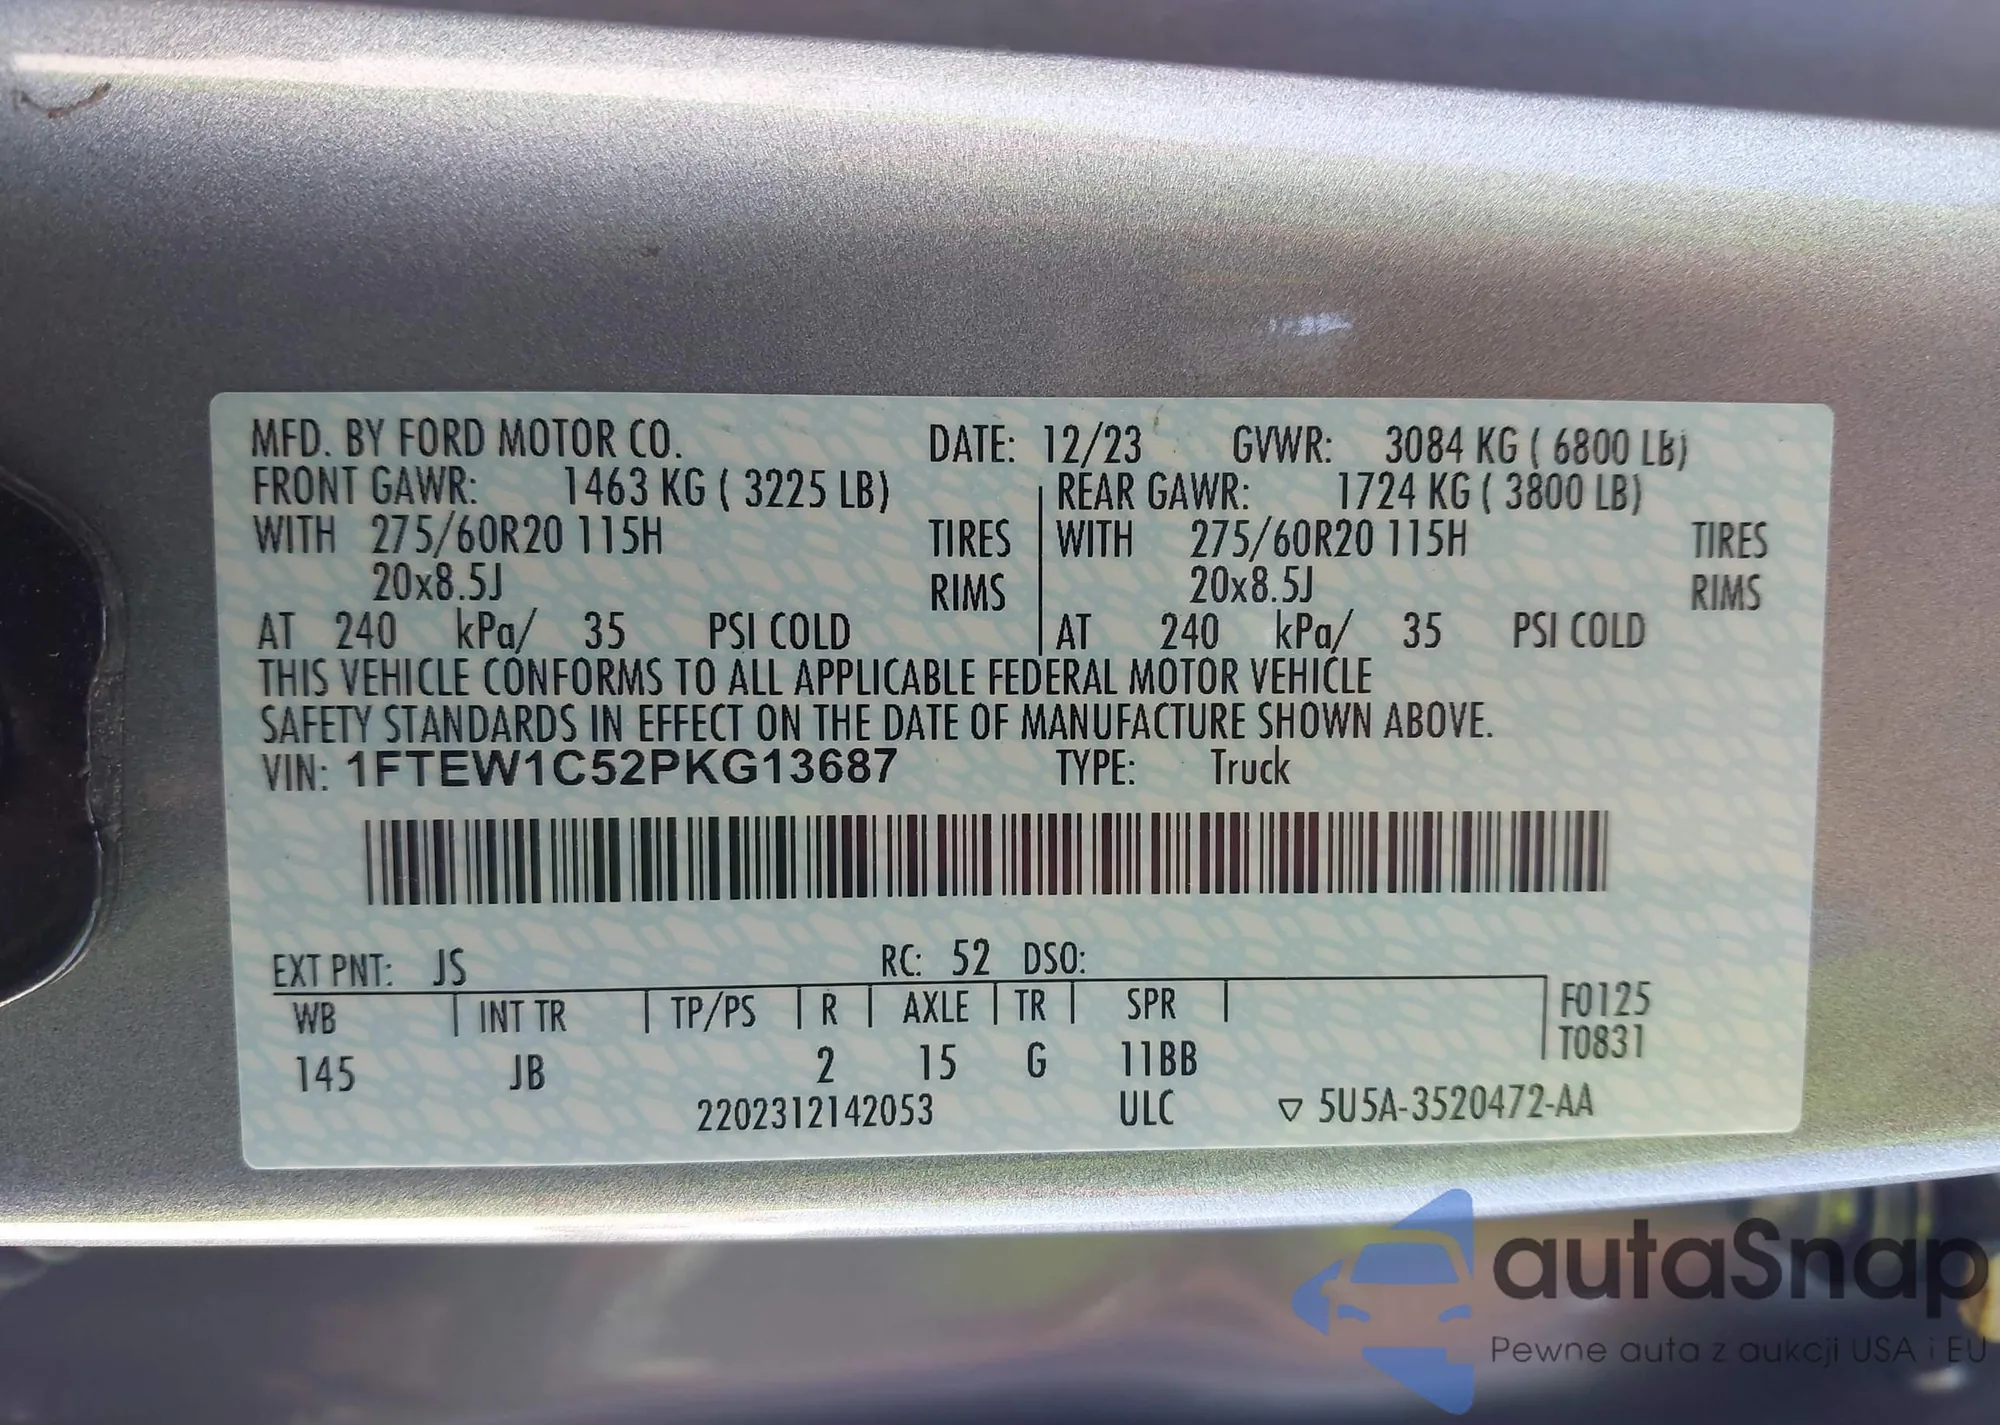 MFD. BY FORD MOTOR CO. DATE: 12/23 GVWR: 3084 KG ( 6800 LB)
FRONT GAWR: 1463 KG ( 3225 LB) REAR GAWR: 1724 KG ( 3800 LB)
WITH 275/60R20 115H TIRES WITH 275/60R20 115H TIRES
20x8.5J RIMS 20x8.5J RIMS
AT 240 kPa/ 35 PSI COLD AT 240 kPa/ 35 PSI COLD
THIS VEHICLE CONFORMS TO ALL APPLICABLE FEDERAL MOTOR VEHICLE
SAFETY STANDARDS IN EFFECT ON THE DATE OF MANUFACTURE SHOWN ABOVE.
VIN: 1FTEW1C52PKG13687 TYPE: Truck
EXT PNT: JS RC: 52 DSO:
WB INT TR TP/PS R AXLE TR SPR F0125
T0831
145 JB 2 15 G 11BB
2202312142053 ULC ▽ 5U5A-3520472-AA
autaSnap
Pewne auta z aukcji USA i EU